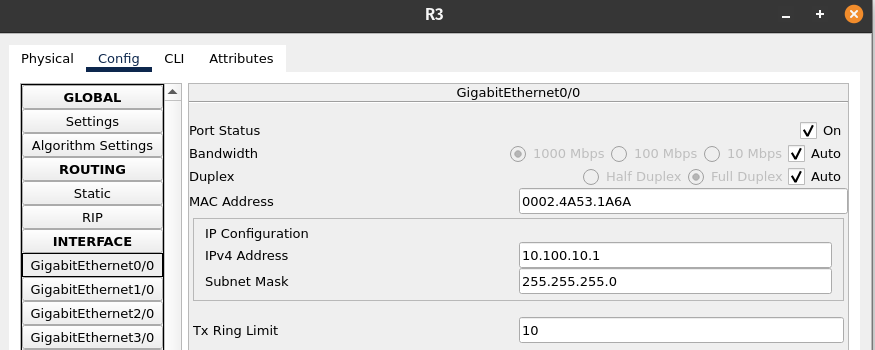 R3
Physical Config CLI Attributes
GLOBAL
Settings
Algorithm Settings
ROUTING
Static
RIP
INTERFACE
GigabitEthernet0/0
GigabitEthernet1/0
GigabitEthernet2/0
GigabitEthernet3/0
GigabitEthernet0/0
Port Status On
Bandwidth 1000 Mbps 100 Mbps 10 Mbps Auto
Duplex Half Duplex Full Duplex Auto
MAC Address 0002.4A53.1A6A
IP Configuration
IPv4 Address 10.100.10.1
Subnet Mask 255.255.255.0
Tx Ring Limit 10